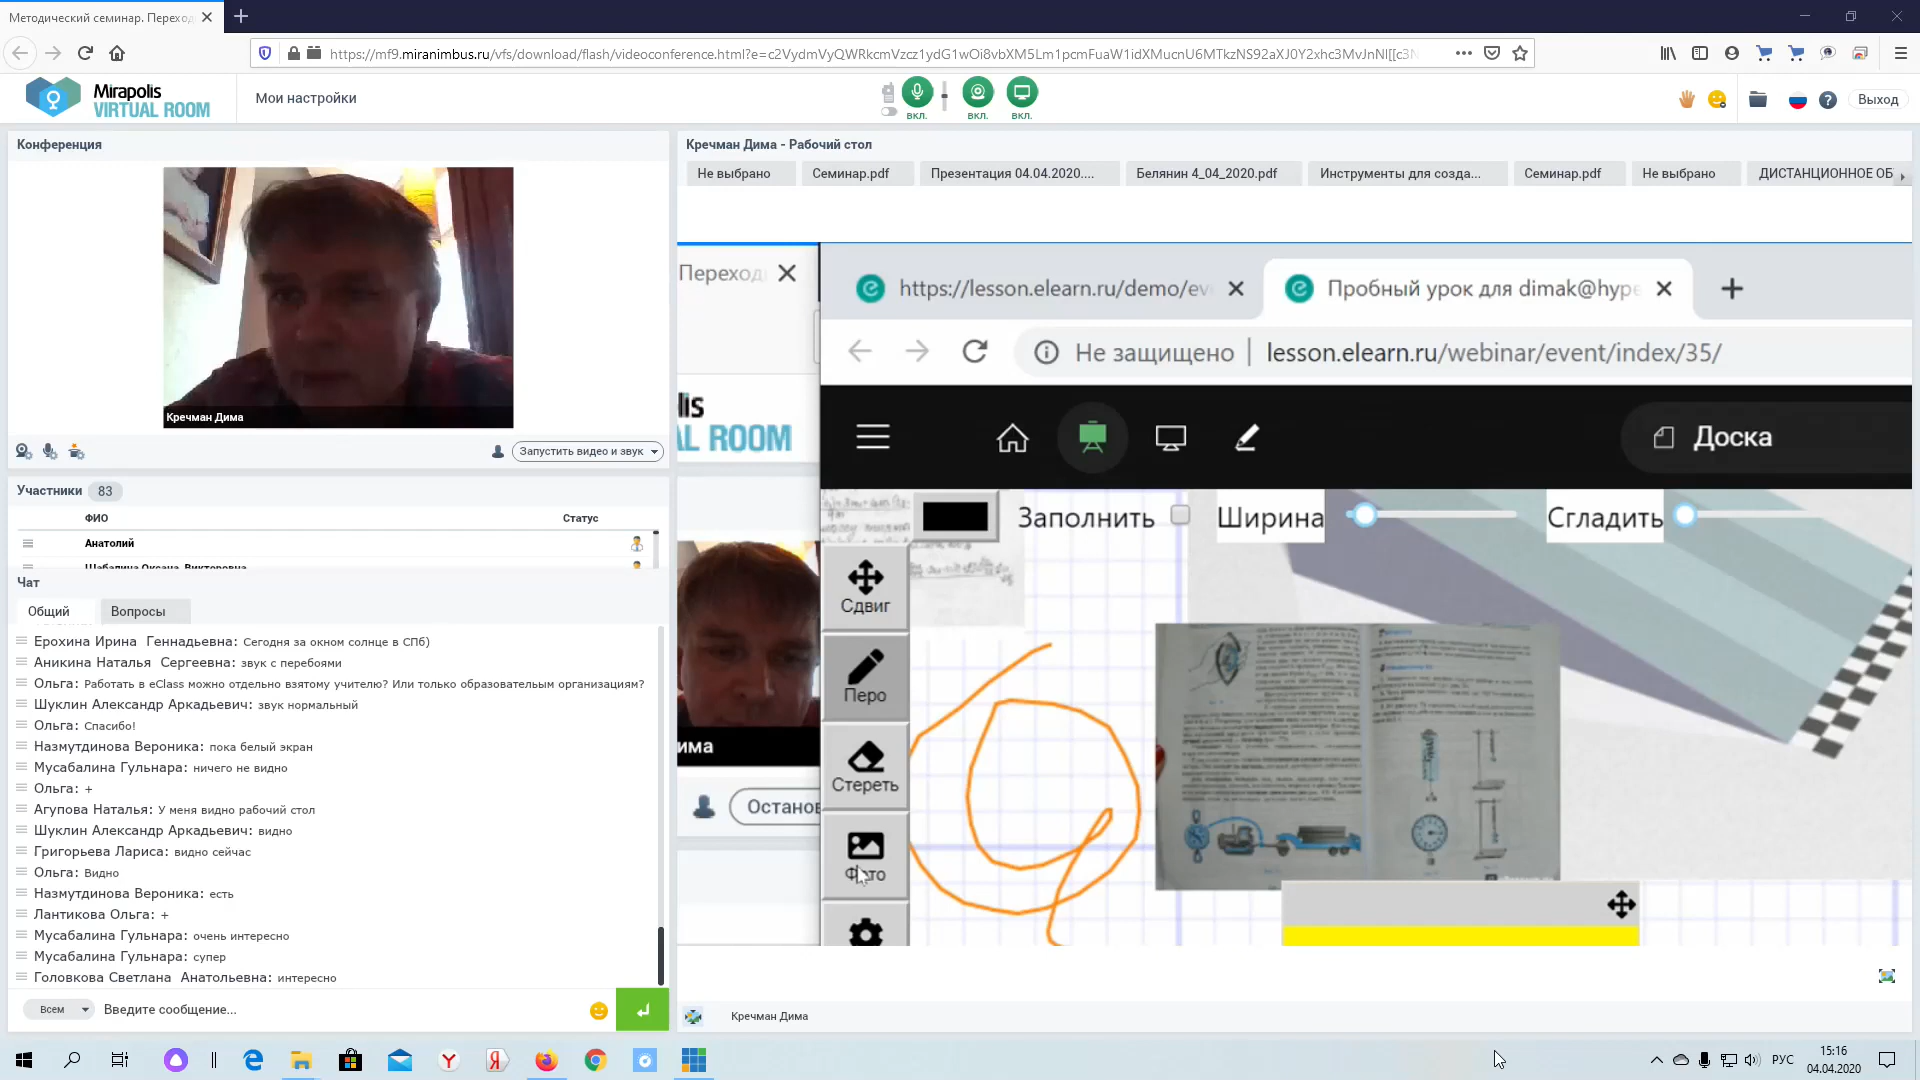 Методический семинар. Переход
https://mf9.miranimbus.ru/vfs/download/flash/videoconference.html?e=
Mirapolis
VIRTUAL ROOM
Мои настройки
вкл.
вкл.
вкл.
Выход
Конференция
Кречман Дима
Запустить видео и звук
Участники 83
ФИО
Статус
Анатолий
Шабалина Оксана Викторовна
Чат
Общий
Вопросы
Ерохина Ирина Геннадьевна: Сегодня за окном солнце в СПб)
Аникина Наталья Сергеевна: звук с перебоями
Ольга: Работать в eClass можно отдельно взятому учителю? Или только образовательым организациям?
Шуклин Александр Аркадьевич: звук нормальный
Ольга: Спасибо!
Назмутдинова Вероника: пока белый экран
Мусабалина Гульнара: ничего не видно
Ольга: +
Агупова Наталья: У меня видно рабочий стол
Шуклин Александр Аркадьевич: видно
Григорьева Лариса: видно сейчас
Ольга: Видно
Назмутдинова Вероника: есть
Лантикова Ольга: +
Мусабалина Гульнара: очень интересно
Мусабалина Гульнара: супер
Головкова Светлана Анатольевна: интересно
Всем
Введите сообщение...
Кречман Дима - Рабочий стол
Не выбрано
Семинар.pdf
Презентация 04.04.2020....
Белянин 4_04_2020.pdf
Инструменты для созда...
Семинар.pdf
Не выбрано
ДИСТАНЦИОННОЕ ОБ
Переход
https://lesson.elearn.ru/demo/ev
Пробный урок для dimak@hype
Не защищено | lesson.elearn.ru/webinar/event/index/35/
lis
AL ROOM
Доска
Заполнить
Ширина
Сгладить
Сдвиг
Перо
Стереть
Фото
има
Останов
Кречман Дима
РУС
15:16
04.04.2020